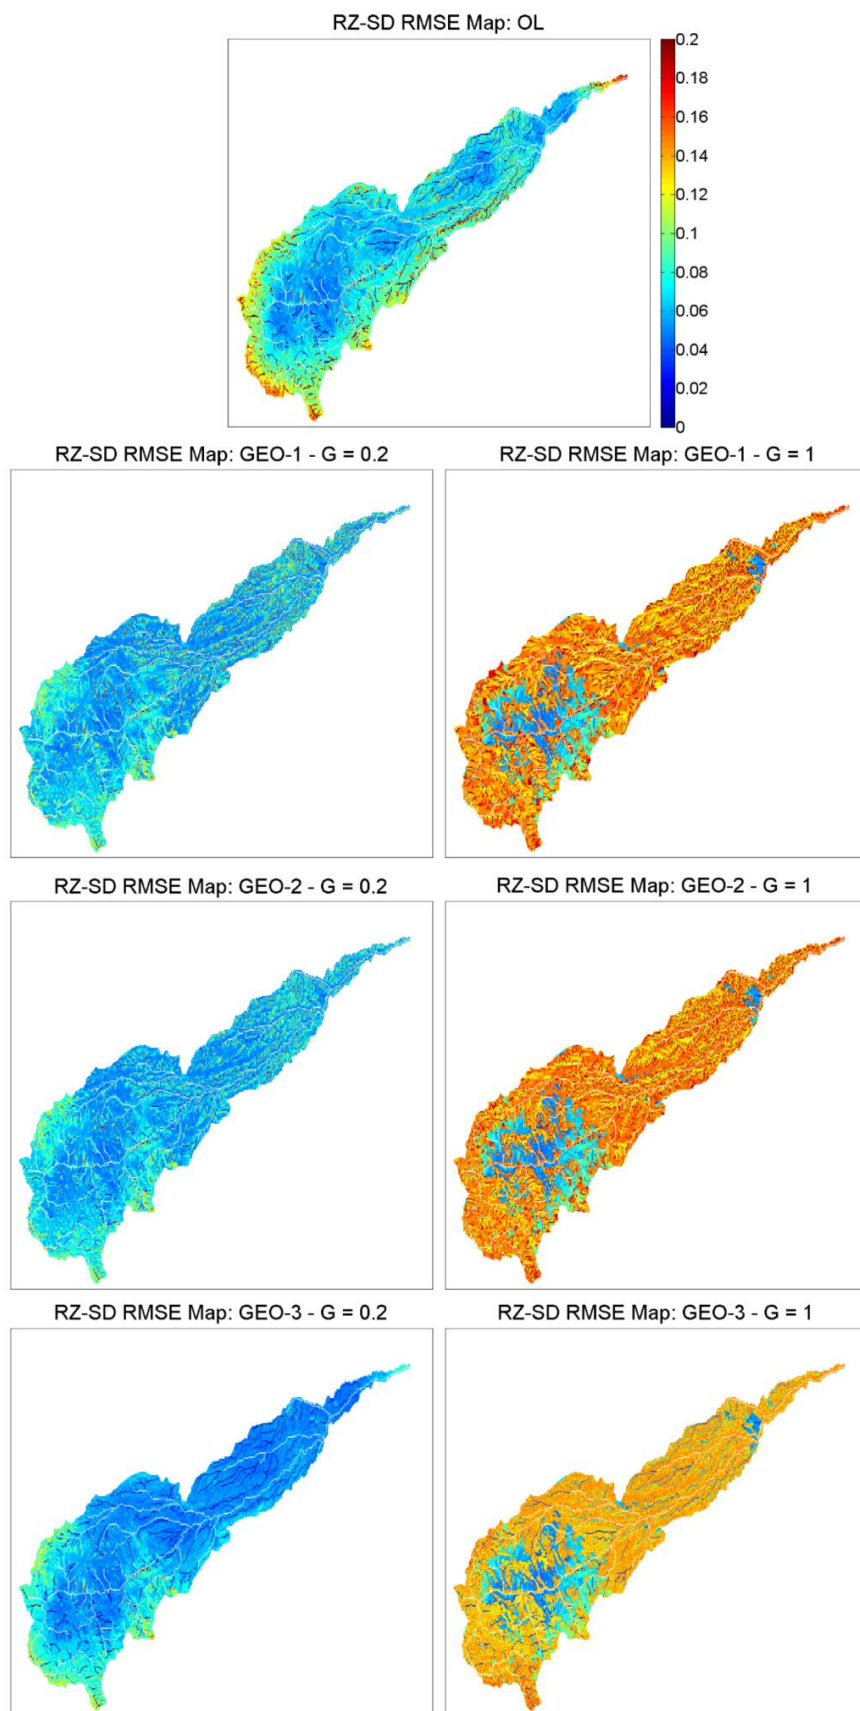 RZ-SD RMSE Map: OL
0.2
0.18
0.16
0.14
0.12
0.1
0.08
0.06
0.04
0.02
0
RZ-SD RMSE Map: GEO-1 - G = 0.2
RZ-SD RMSE Map: GEO-1 - G = 1
RZ-SD RMSE Map: GEO-2 - G = 0.2
RZ-SD RMSE Map: GEO-2 - G = 1
RZ-SD RMSE Map: GEO-3 - G = 0.2
RZ-SD RMSE Map: GEO-3 - G = 1